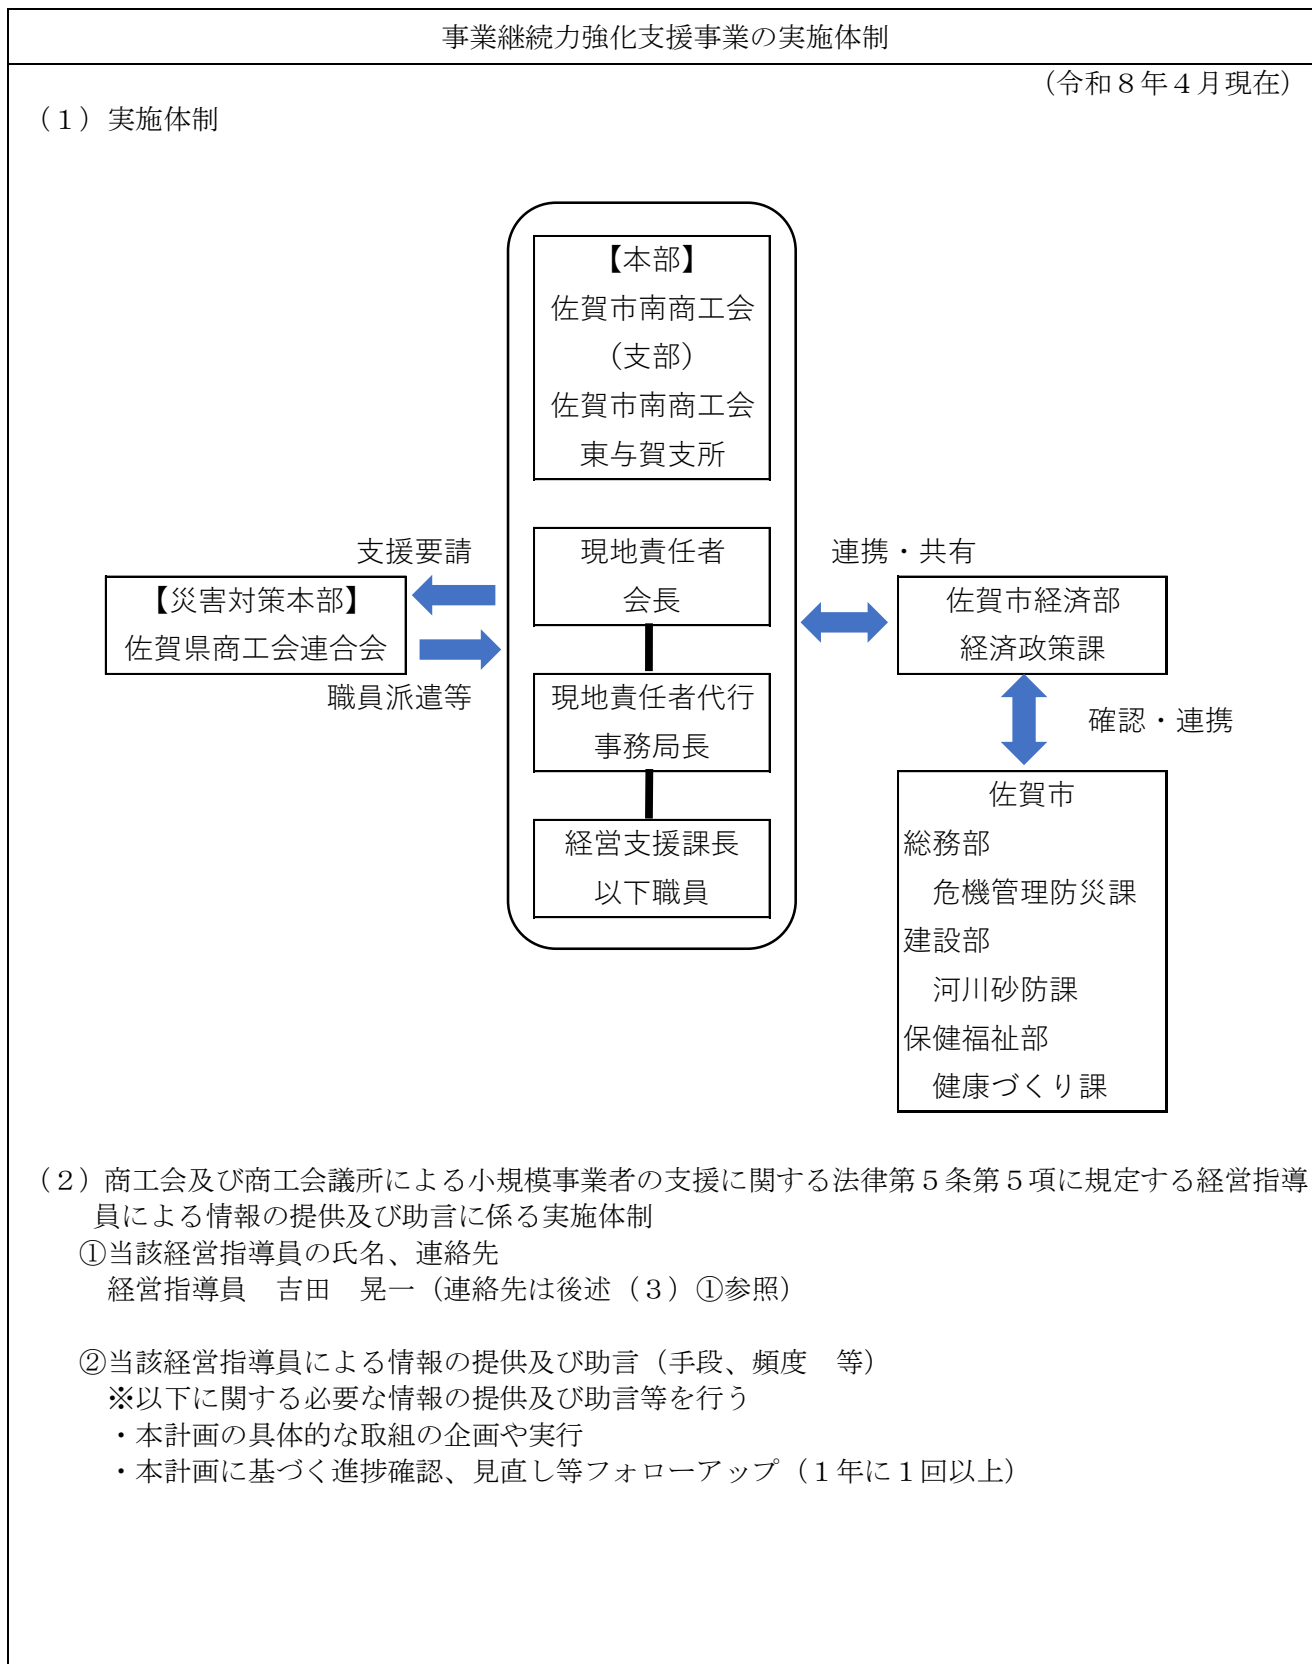 事業継続力強化支援事業の実施体制
（令和８年４月現在）
（１）実施体制
【本部】
佐賀市南商工会
（支部）
佐賀市南商工会
東与賀支所
支援要請
【災害対策本部】
佐賀県商工会連合会
職員派遣等
現地責任者
会長
現地責任者代行
事務局長
経営支援課長
以下職員
連携・共有
佐賀市経済部
経済政策課
確認・連携
佐賀市
総務部
危機管理防災課
建設部
河川砂防課
保健福祉部
健康づくり課
（２）商工会及び商工会議所による小規模事業者の支援に関する法律第５条第５項に規定する経営指導
員による情報の提供及び助言に係る実施体制
①当該経営指導員の氏名、連絡先
経営指導員　吉田　晃一（連絡先は後述（３）①参照）
②当該経営指導員による情報の提供及び助言（手段、頻度　等）
※以下に関する必要な情報の提供及び助言等を行う
・本計画の具体的な取組の企画や実行
・本計画に基づく進捗確認、見直し等フォローアップ（１年に１回以上）